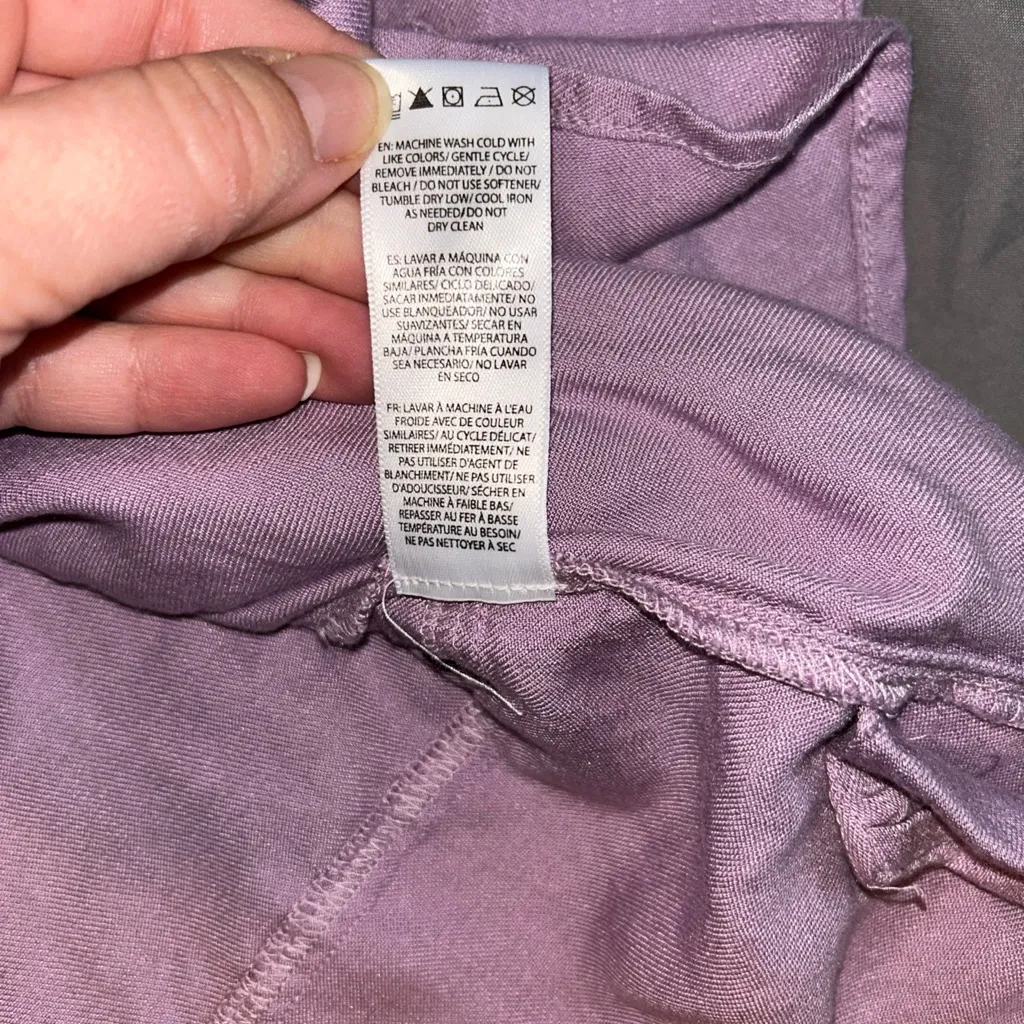 EN: MACHINE WASH COLD WITH
LIKE COLORS/ GENTLE CYCLE/
REMOVE IMMEDIATELY / DO NOT
BLEACH / DO NOT USE SOFTENER/
TUMBLE DRY LOW/ COOL IRON
AS NEEDED/ DO NOT
DRY CLEAN
ES: LAVAR A MÁQUINA CON
AGUA FRÍA CON COLORES
SIMILARES/ CICLO DELICADO/
SACAR INMEDIATAMENTE/ NO
USE BLANQUEADOR/ NO USAR
SUAVIZANTES/ SECAR EN
MÁQUINA A TEMPERATURA
BAJA/ PLANCHA FRÍA CUANDO
SEA NECESARIO/ NO LAVAR
EN SECO
FR: LAVAR À MACHINE À L'EAU
FROIDE AVEC DE COULEUR
SIMILAIRES/ AU CYCLE DÉLICAT/
RETIRER IMMÉDIATEMENT/ NE
PAS UTILISER D'AGENT DE
BLANCHIMENT/ NE PAS UTILISER
D'ADOUCISSEUR/ SÉCHER EN
MACHINE À FAIBLE BAS/
REPASSER AU FER À BASSE
TEMPÉRATURE AU BESOIN/
NE PAS NETTOYER À SEC